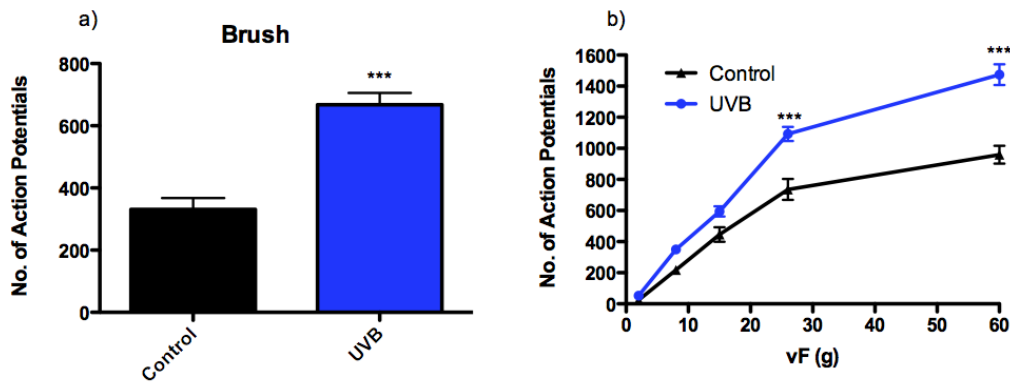 a)
Brush
No. of Action Potentials
800
600
400
200
0
***
Control
UVB
b)
No. of Action Potentials
1600
1400
1200
1000
800
600
400
200
0
Control
UVB
***
***
0
10
20
30
40
50
60
vF (g)